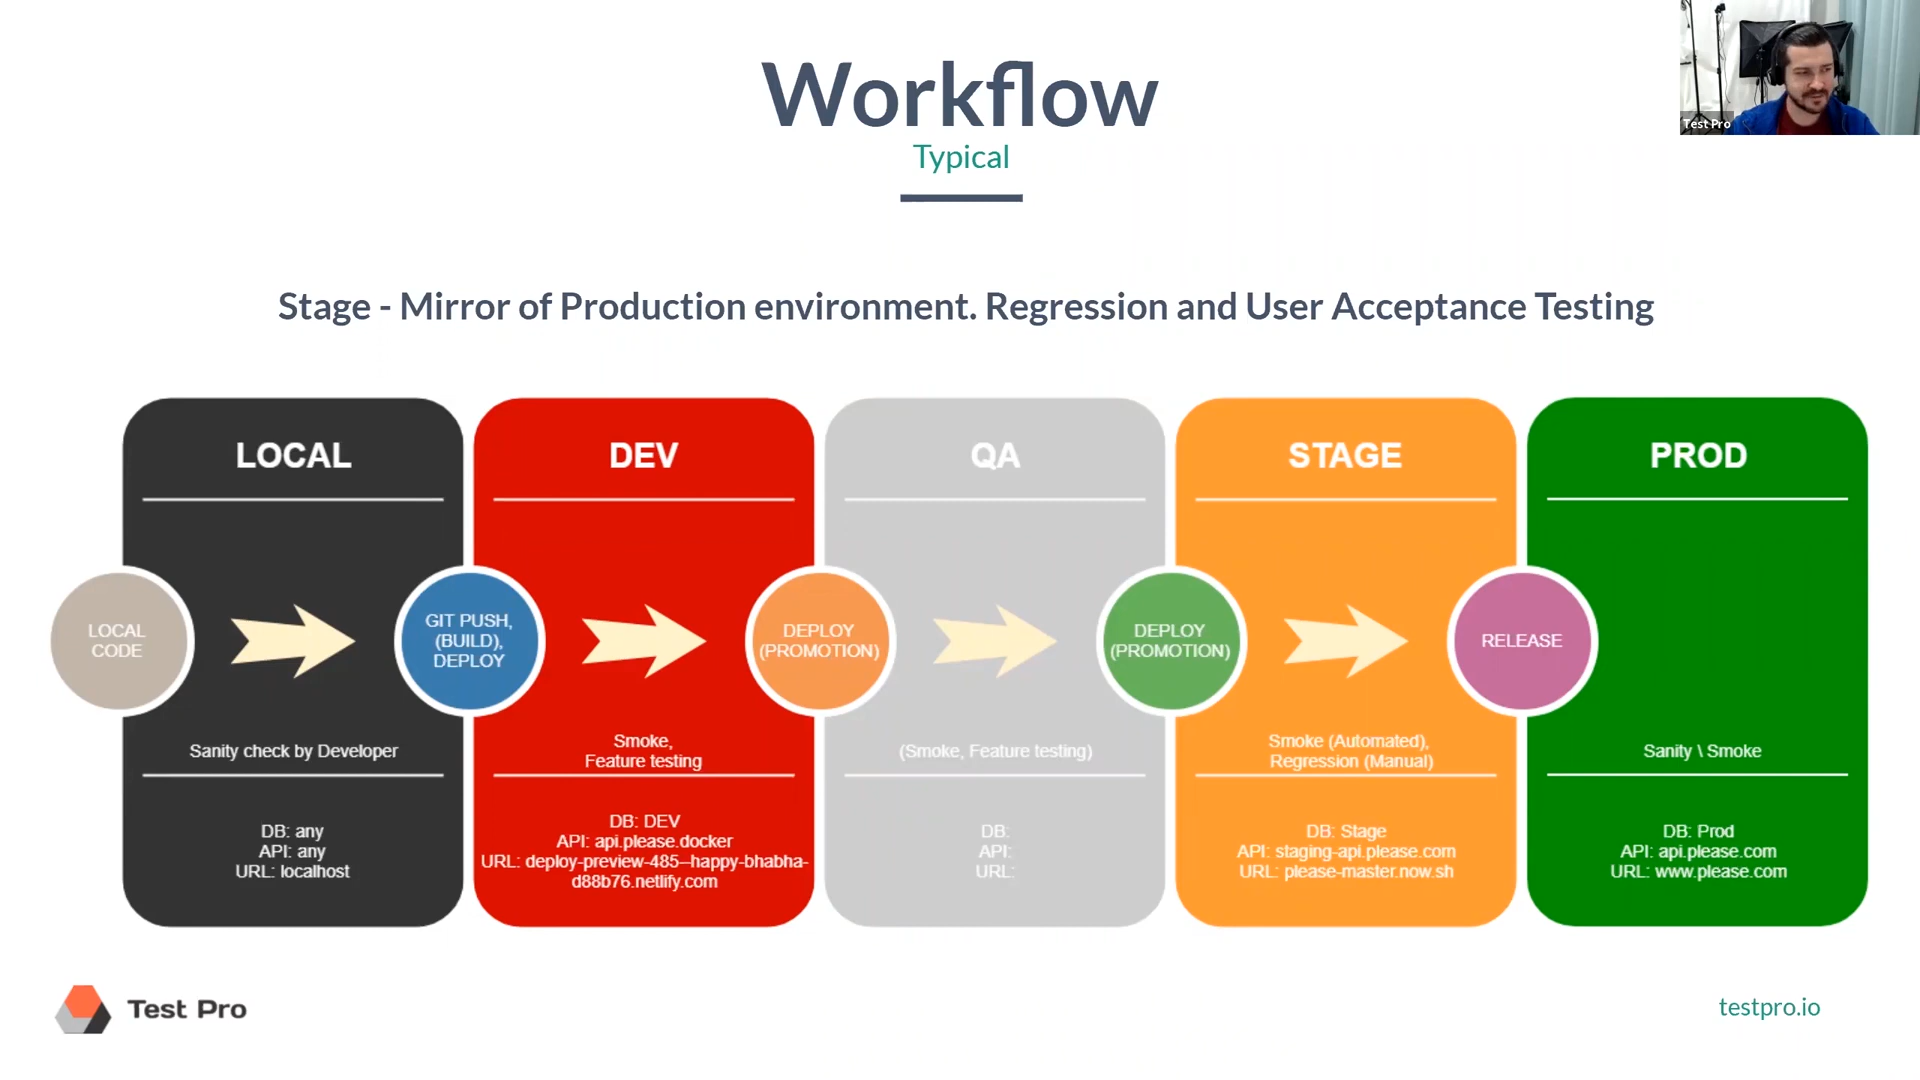 Workflow
Typical
Test Pro
Stage - Mirror of Production environment. Regression and User Acceptance Testing
LOCAL
DEV
QA
STAGE
PROD
LOCAL
CODE
GIT PUSH,
(BUILD),
DEPLOY
DEPLOY
(PROMOTION)
DEPLOY
(PROMOTION)
RELEASE
Sanity check by Developer
Smoke,
Feature testing
(Smoke, Feature testing)
Smoke (Automated),
Regression (Manual)
Sanity \ Smoke
DB: any
API: any
URL: localhost
DB: DEV
API: api.please.docker
URL: deploy-preview-485--happy-bhabha-
d88b76.netlify.com
DB:
API:
URL:
DB: Stage
API: staging-api.please.com
URL: please-master.now.sh
DB: Prod
API: api.please.com
URL: www.please.com
Test Pro
testpro.io